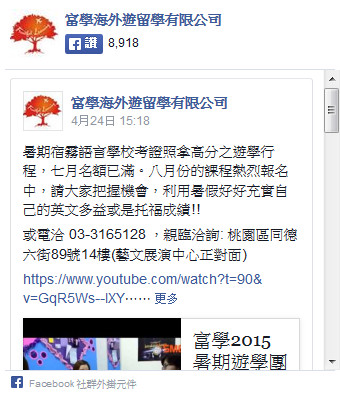 富學海外遊留學有限公司
讚 8,918
富學海外遊留學有限公司
4月24日 15:18
暑期宿霧語言學校考證照拿高分之遊學行
程，七月名額已滿。八月份的課程熱烈報名
中，請大家把握機會，利用暑假好好充實自
己的英文多益或是托福成績!!
或電洽 03-3165128 ，親臨洽詢: 桃園區同德
六街89號14樓(藝文展演中心正對面)
https://www.youtube.com/watch?t=90&
v=GqR5Ws--lXY⋯⋯ 更多
富學2015
暑期遊學團
Facebook 社群外掛元件